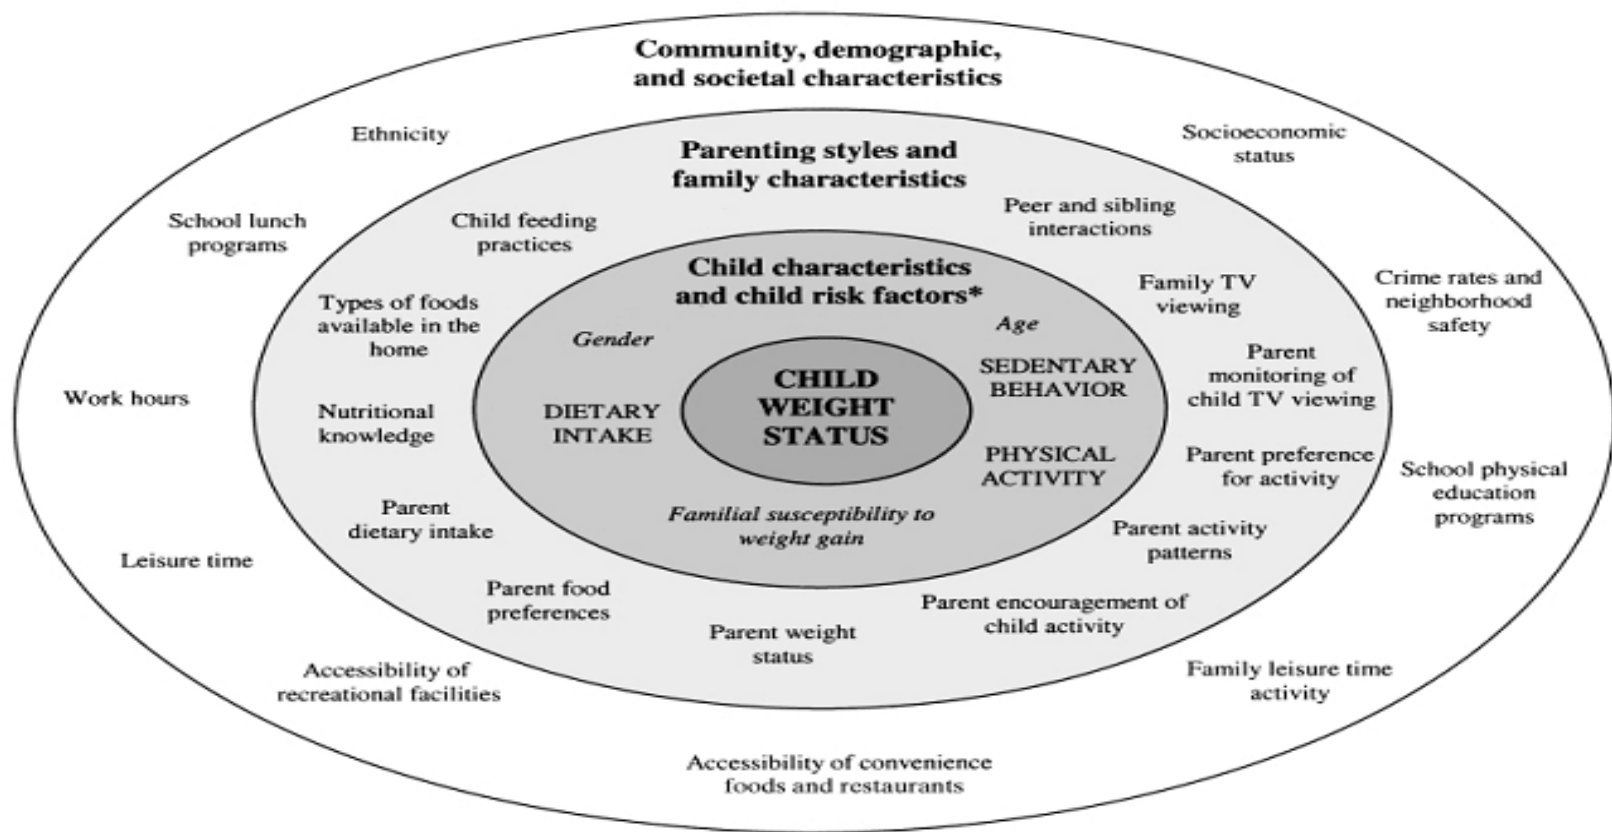 Community, demographic,
and societal characteristics
Ethnicity
Socioeconomic
status
Parenting styles and
family characteristics
School lunch
programs
Child feeding
practices
Peer and sibling
interactions
Child characteristics
and child risk factors*
Family TV
viewing
Crime rates and
neighborhood
safety
Types of foods
available in the
home
Gender
Age
SEDENTARY
BEHAVIOR
Parent
monitoring of
child TV viewing
CHILD
WEIGHT
STATUS
Work hours
Nutritional
knowledge
DIETARY
INTAKE
PHYSICAL
ACTIVITY
Parent preference
for activity
School physical
education
programs
Parent
dietary intake
Familial susceptibility to
weight gain
Parent activity
patterns
Leisure time
Parent food
preferences
Parent weight
status
Parent encouragement of
child activity
Accessibility of
recreational facilities
Family leisure time
activity
Accessibility of convenience
foods and restaurants